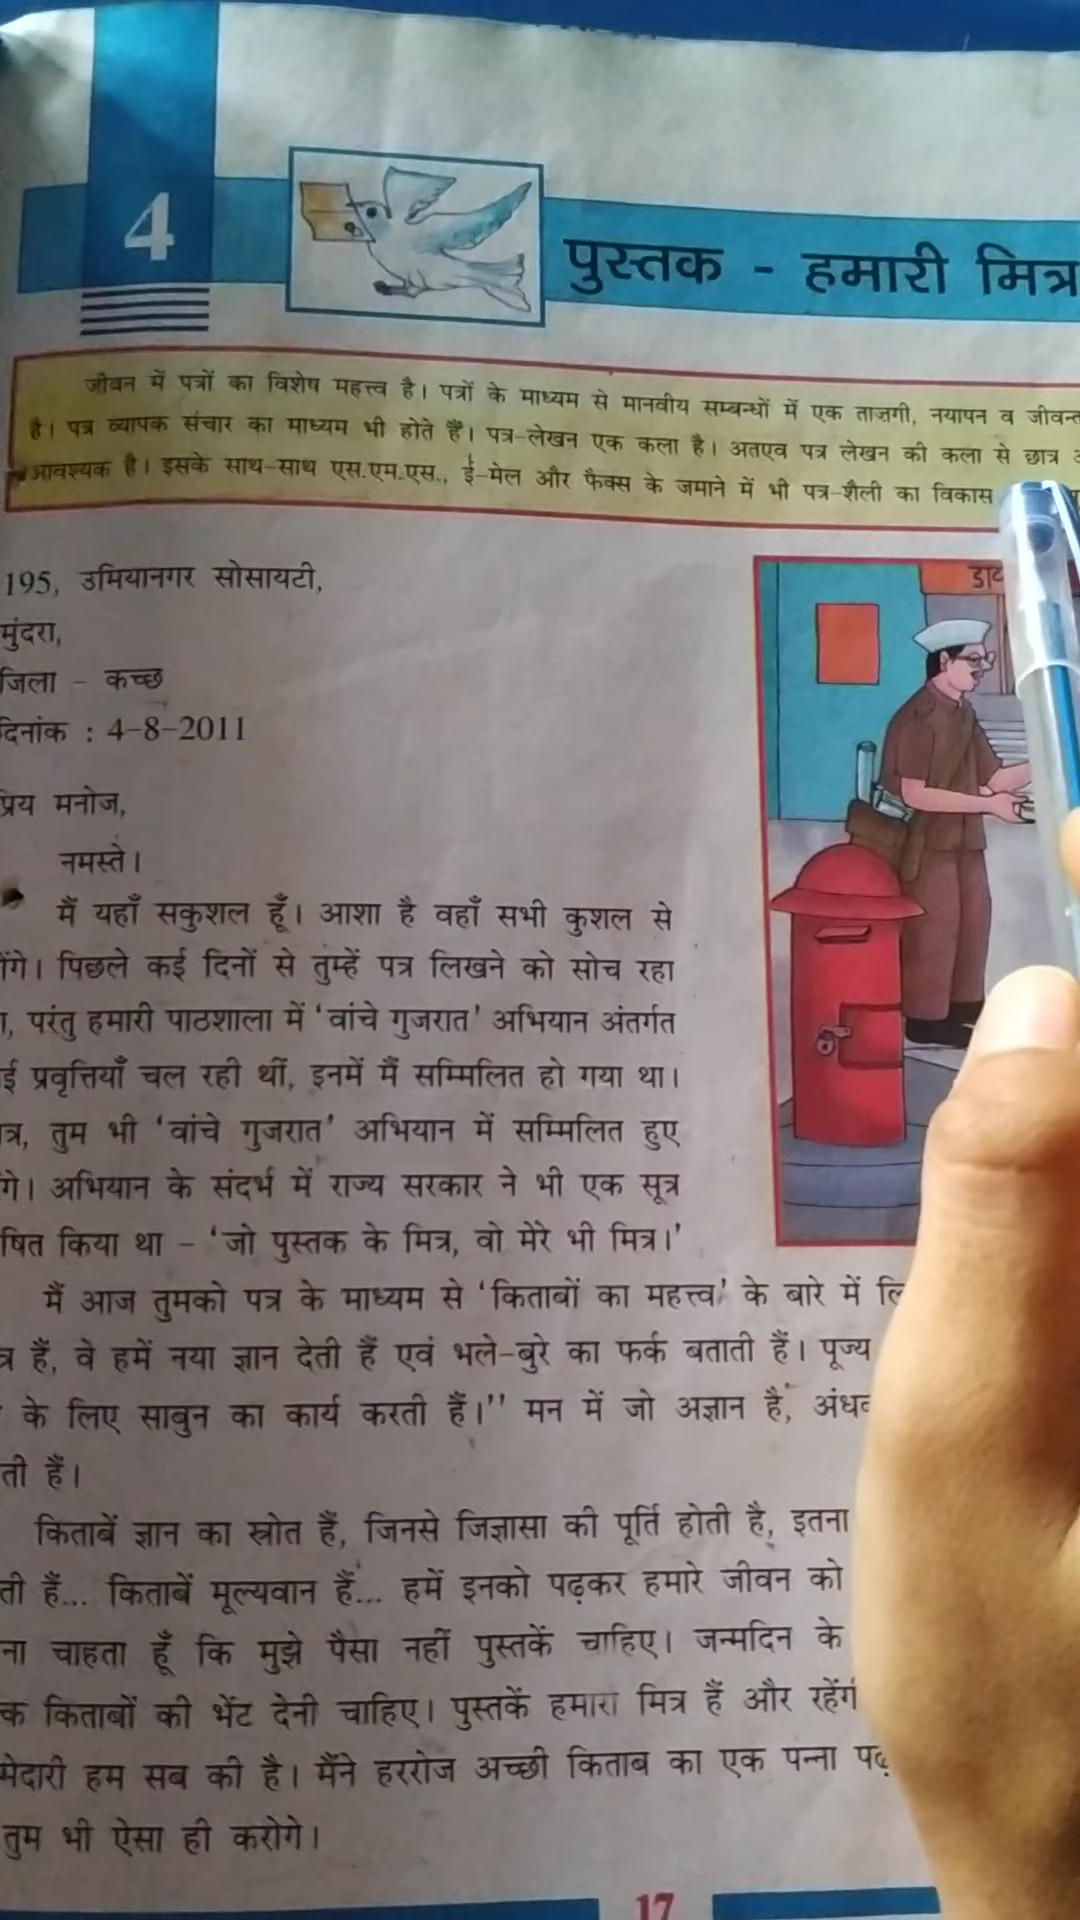 4
पुस्तक - हमारी मित्र
जीवन में पत्रों का विशेष महत्त्व है। पत्रों के माध्यम से मानवीय सम्बन्धों में एक ताज़गी, नयापन व
है। पत्र व्यापक संचार का माध्यम भी होते हैं। पत्र-लेखन एक कला है। अतएव पत्र लेखन की कला से छात्र
आवश्यक है। इसके साथ-साथ एस.एम.एस., ई-मेल और फैक्स के जमाने में भी पत्र-शैली का विकास
195, उमियानगर सोसायटी,
मुंदरा,
जिला - कच्छ
दिनांक : 4-8-2011
प्रिय मनोज,
नमस्ते।
मैं यहाँ सकुशल हूँ। आशा है वहाँ सभी कुशल से
पिछले कई दिनों से तुम्हें पत्र लिखने को सोच रहा
परंतु हमारी पाठशाला में 'वांचे गुजरात' अभियान अंतर्गत
प्रवृत्तियाँ चल रही थीं, इनमें मैं सम्मिलित हो गया था।
तुम भी 'वांचे गुजरात' अभियान में सम्मिलित हुए
अभियान के संदर्भ में राज्य सरकार ने भी एक सूत्र
किया था - 'जो पुस्तक के मित्र, वो मेरे भी मित्र।'
मैं आज तुमको पत्र के माध्यम से 'किताबों का महत्त्व' के बारे में
हैं, वे हमें नया ज्ञान देती हैं एवं भले-बुरे का फर्क बताती हैं। पूज्य
के लिए साबुन का कार्य करती हैं।'' मन में जो अज्ञान है,
ती हैं।
किताबें ज्ञान का स्रोत हैं, जिनसे जिज्ञासा की पूर्ति होती है, इतना
ती हैं... किताबें मूल्यवान हैं... हमें इनको पढ़कर हमारे जीवन को
ना चाहता हूँ कि मुझे पैसा नहीं पुस्तकें चाहिए। जन्मदिन के
किताबों की भेंट देनी चाहिए। पुस्तकें हमारा मित्र हैं और
हम सब की है। मैंने हररोज अच्छी किताब का एक पन्ना
तुम भी ऐसा ही करोगे।
17